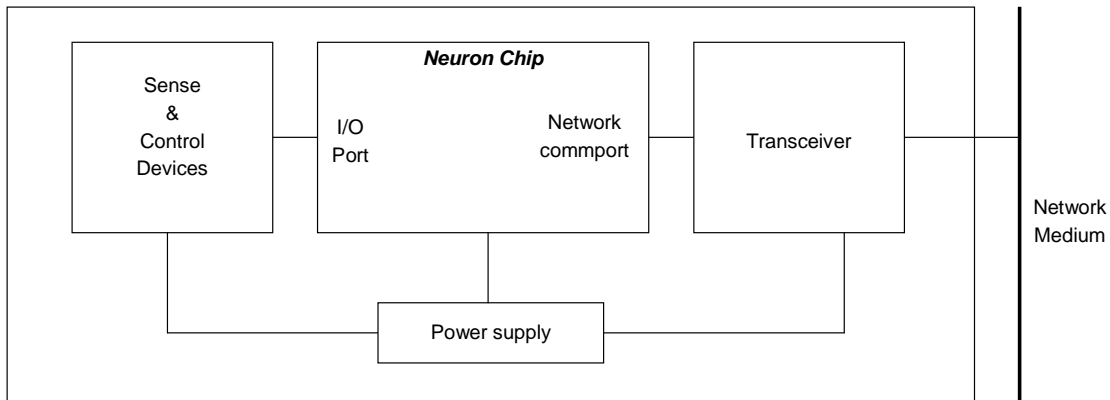 Neuron Chip
Sense
&
Control
Devices
I/O
Port
Network
commport
Transceiver
Network
Medium
Power supply